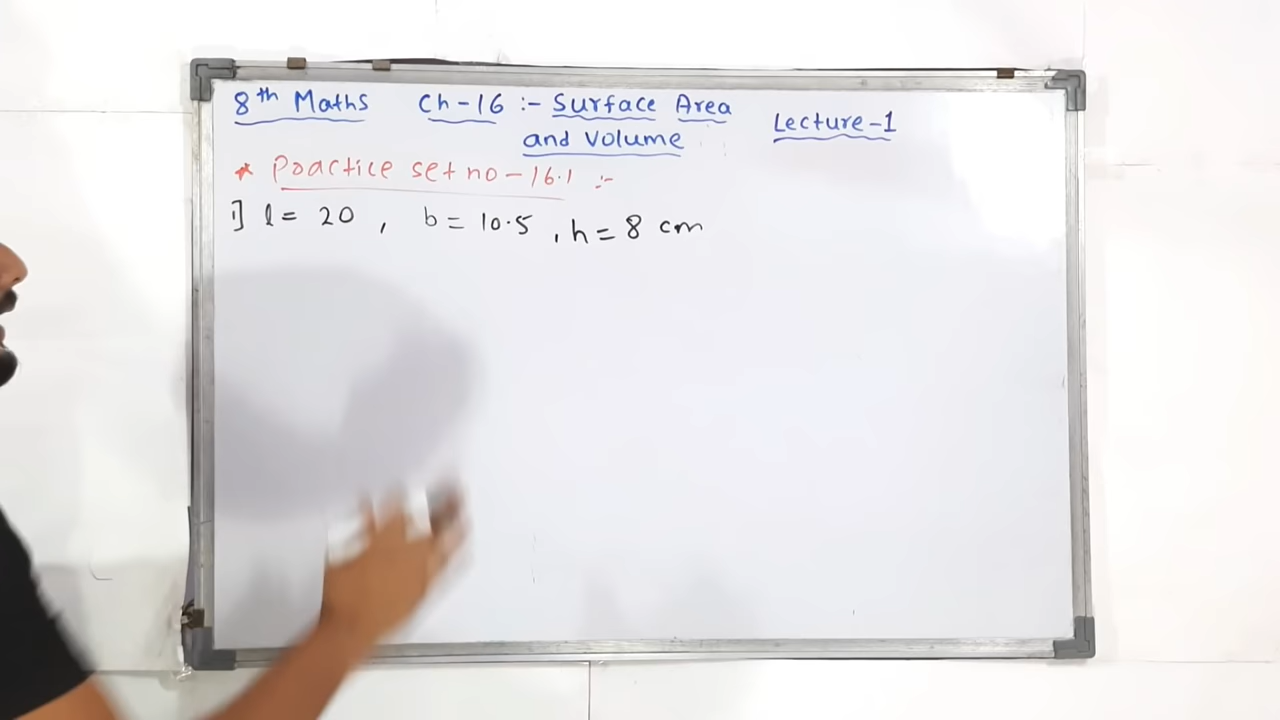 8th Maths Ch-16 :- Surface Area
and Volume
Lecture-1
* Practice set no - 16.1 :-
1] l = 20 , b = 10.5 , h = 8 cm